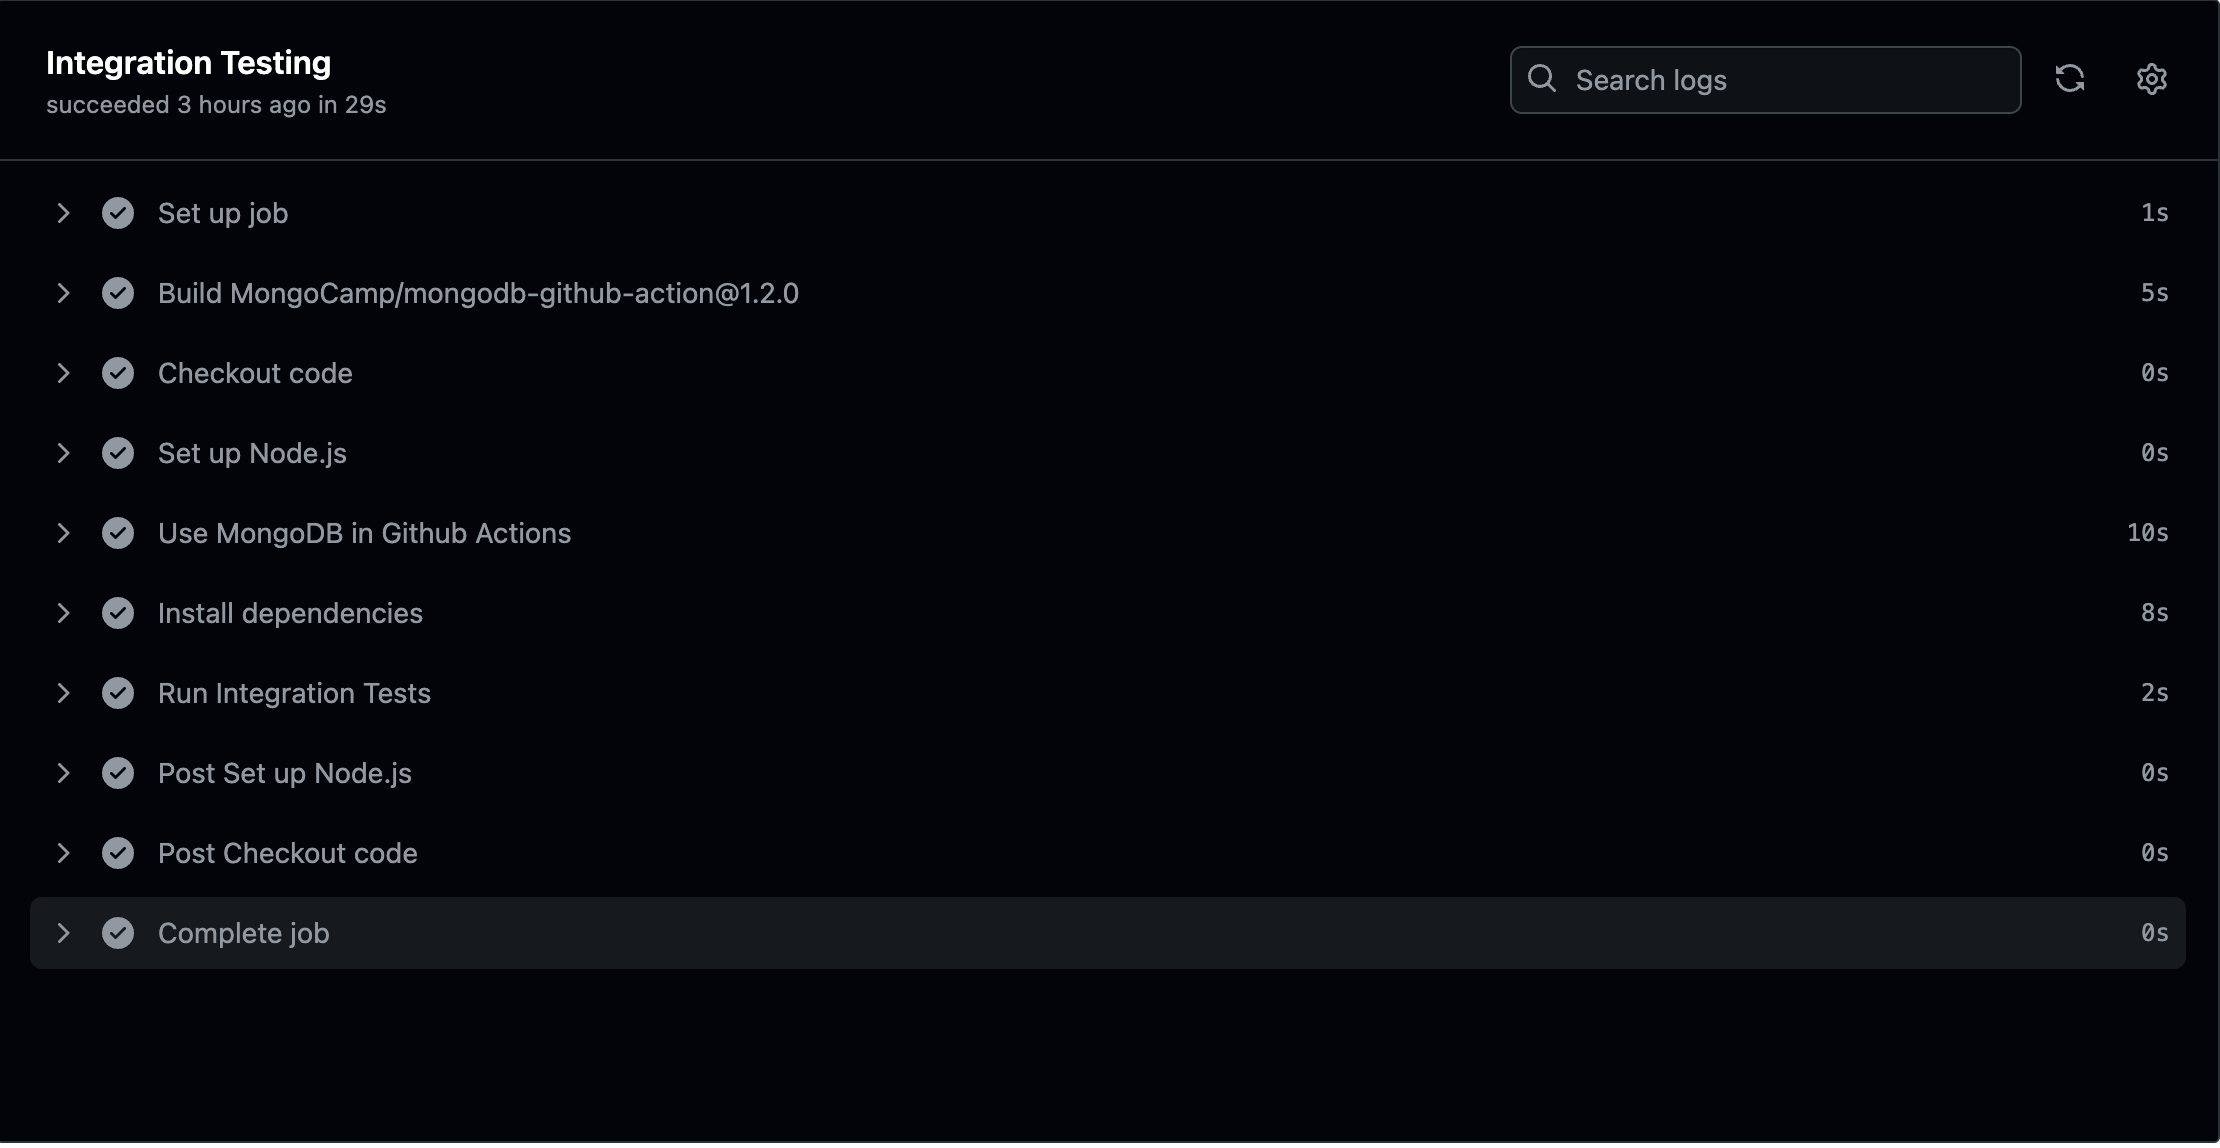 Integration Testing
succeeded 3 hours ago in 29s
Search logs
Set up job 1s
Build MongoCamp/mongodb-github-action@1.2.0 5s
Checkout code 0s
Set up Node.js 0s
Use MongoDB in Github Actions 10s
Install dependencies 8s
Run Integration Tests 2s
Post Set up Node.js 0s
Post Checkout code 0s
Complete job 0s